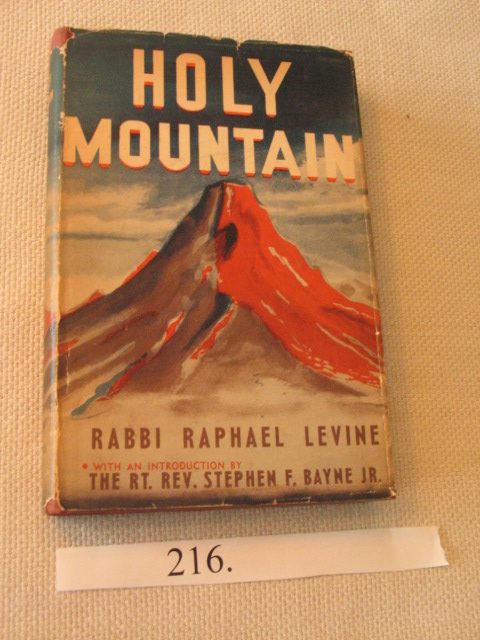 HOLY
MOUNTAIN
RABBI RAPHAEL LEVINE
• WITH AN INTRODUCTION BY
THE RT. REV. STEPHEN F. BAYNE JR.
216.